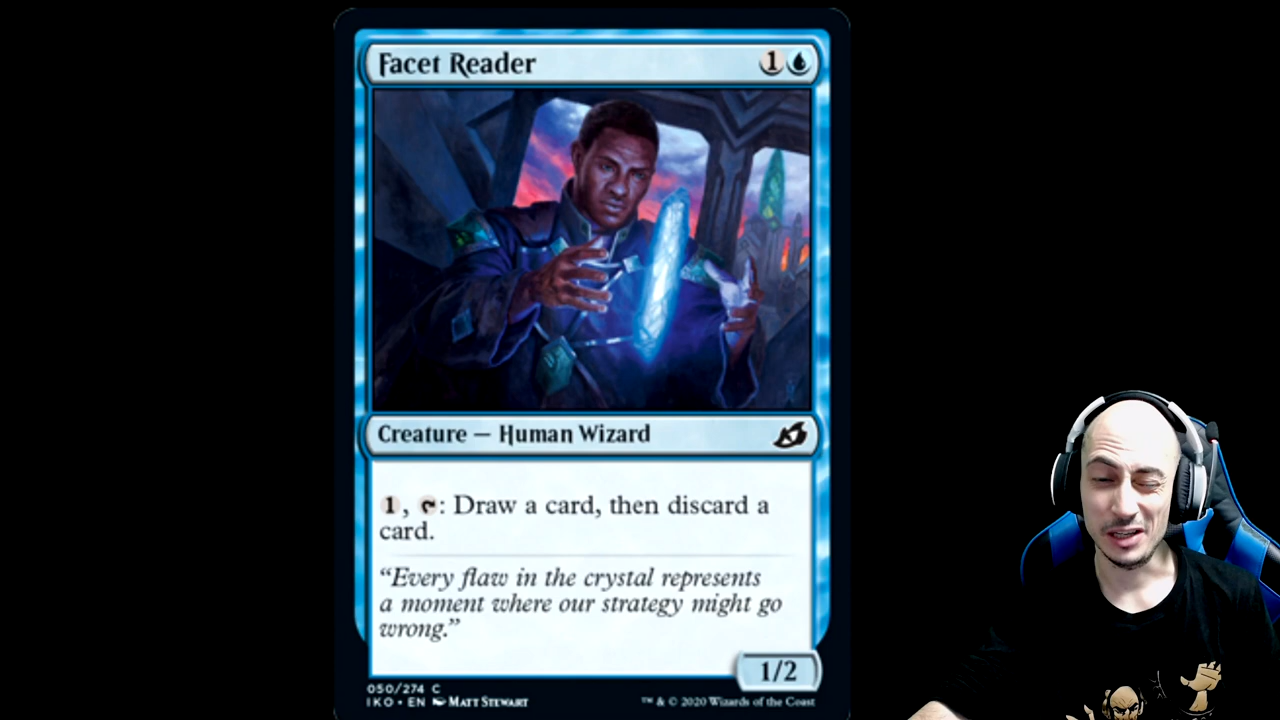 Facet Reader 1
Creature — Human Wizard
1, : Draw a card, then discard a
card.
“Every flaw in the crystal represents
a moment where our strategy might go
wrong.”
1/2
050/274 C
IKO • EN Matt Stewart ™ & © 2020 Wizards of the Coast